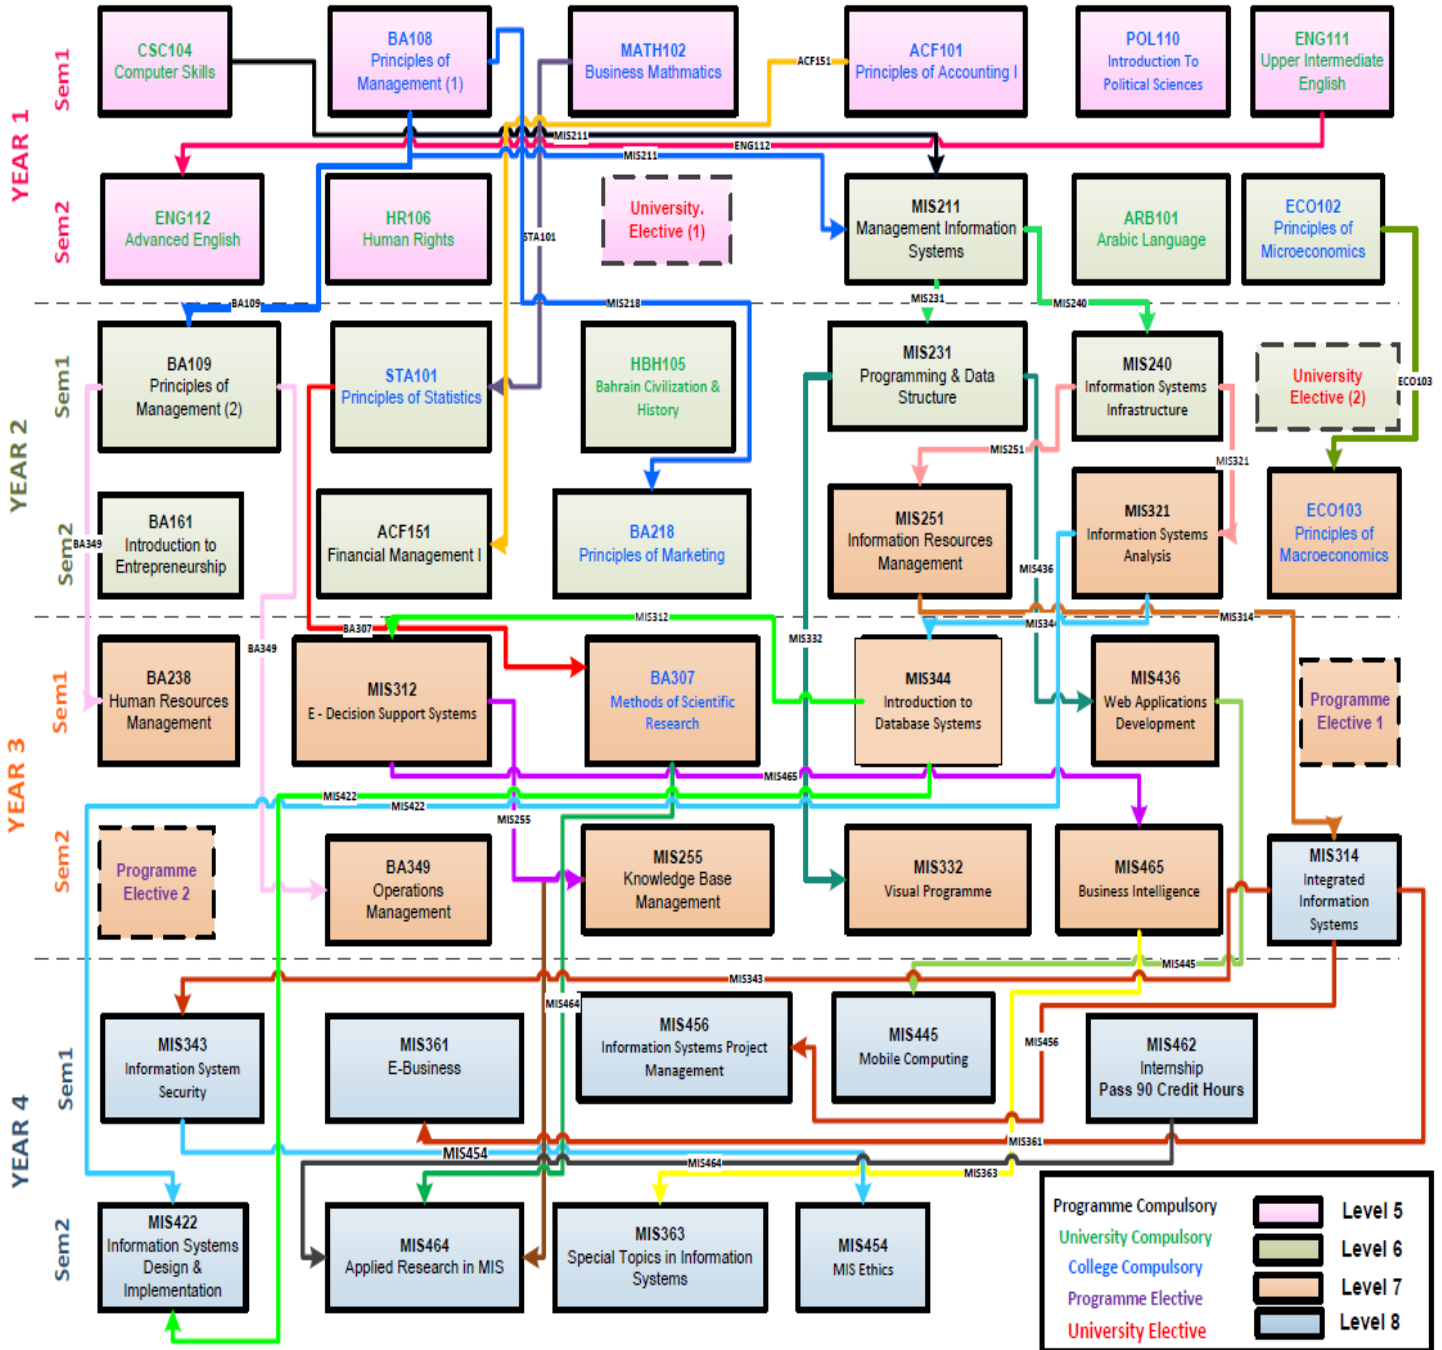 YEAR 1
Sem1
CSC104
Computer Skills
BA108
Principles of
Management (1)
MATH102
Business Mathmatics
ACF151
ACF101
Principles of Accounting I
POL110
Introduction To
Political Sciences
ENG111
Upper Intermediate
English
MIS211
ENG112
MIS211
Sem2
ENG112
Advanced English
HR106
Human Rights
STA101
University.
Elective (1)
MIS211
Management Information
Systems
ARB101
Arabic Language
ECO102
Principles of
Microeconomics
BA109
MIS218
MIS231
MIS240
YEAR 2
Sem1
BA109
Principles of
Management (2)
STA101
Principles of Statistics
HBH105
Bahrain Civilization &
History
MIS231
Programming & Data
Structure
MIS240
Information Systems
Infrastructure
University
Elective (2)
ECO103
MIS251
MIS321
Sem2
BA349
BA161
Introduction to
Entrepreneurship
ACF151
Financial Management I
BA218
Principles of Marketing
MIS251
Information Resources
Management
MIS436
MIS321
Information Systems
Analysis
ECO103
Principles of
Macroeconomics
BA307
MIS312
MIS332
MIS344
MIS314
BA349
YEAR 3
Sem1
BA238
Human Resources
Management
MIS312
E - Decision Support Systems
BA307
Methods of Scientific
Research
MIS344
Introduction to
Database Systems
MIS436
Web Applications
Development
Programme
Elective 1
MIS465
MIS422
MIS422
MIS255
Sem2
Programme
Elective 2
BA349
Operations
Management
MIS255
Knowledge Base
Management
MIS332
Visual Programme
MIS465
Business Intelligence
MIS314
Integrated
Information
Systems
MIS343
MIS445
MIS464
MIS456
YEAR 4
Sem1
MIS343
Information System
Security
MIS361
E-Business
MIS456
Information Systems Project
Management
MIS445
Mobile Computing
MIS462
Internship
Pass 90 Credit Hours
MIS361
MIS454
MIS464
MIS363
Sem2
MIS422
Information Systems
Design &
Implementation
MIS464
Applied Research in MIS
MIS363
Special Topics in Information
Systems
MIS454
MIS Ethics
Programme Compulsory
University Compulsory
College Compulsory
Programme Elective
University Elective
Level 5
Level 6
Level 7
Level 8